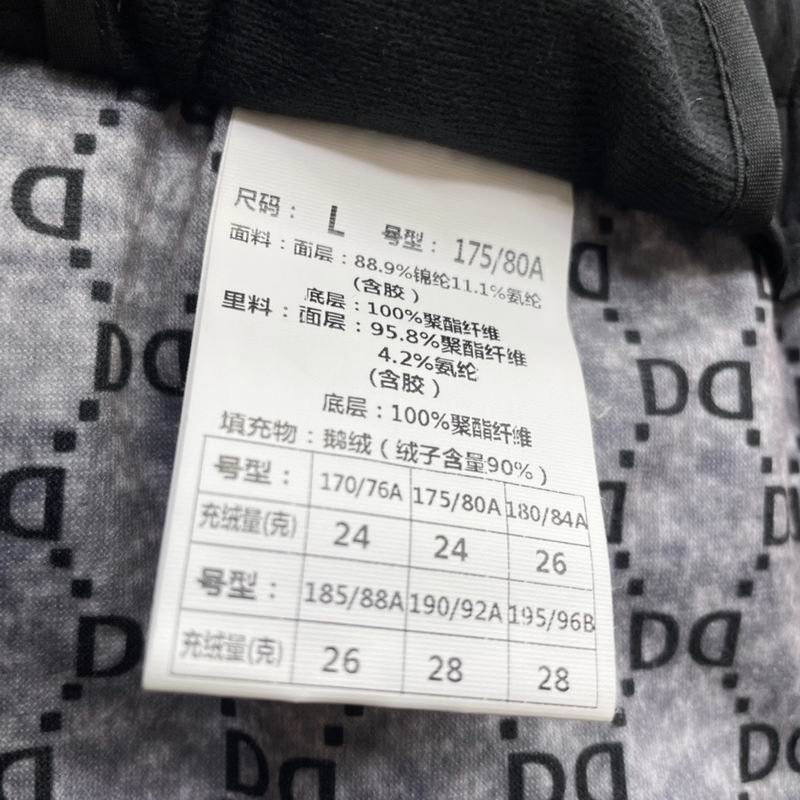 尺码： L 号型：175/80A
面料：面层：88.9%锦纶11.1%氨纶
(含胶)
底层：100%聚酯纤维
里料：面层：95.8%聚酯纤维
4.2%氨纶
(含胶)
底层：100%聚酯纤维
填充物：鹅绒（绒子含量90%）
号型： 170/76A 175/80A 180/84A
充绒量(克) 24 24 26
号型： 185/88A 190/92A 195/96B
充绒量(克) 26 28 28